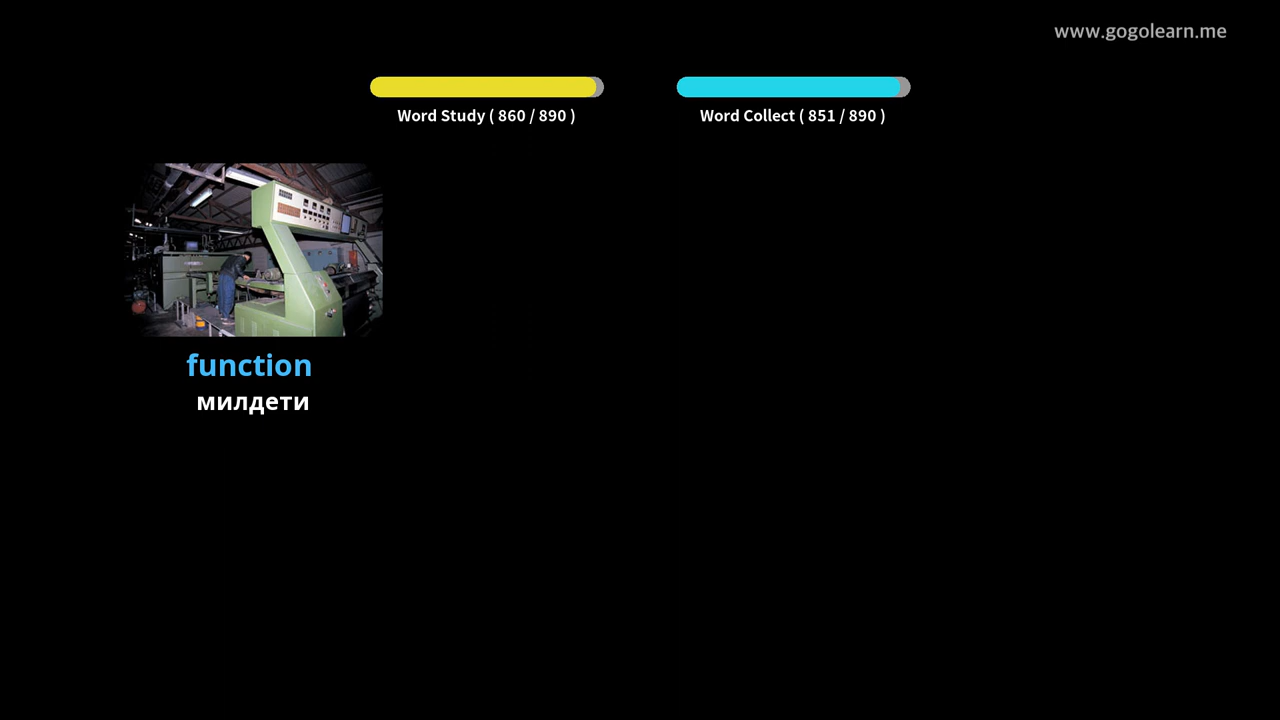 www.gogolearn.me
Word Study ( 860 / 890 )
Word Collect ( 851 / 890 )
function
милдети